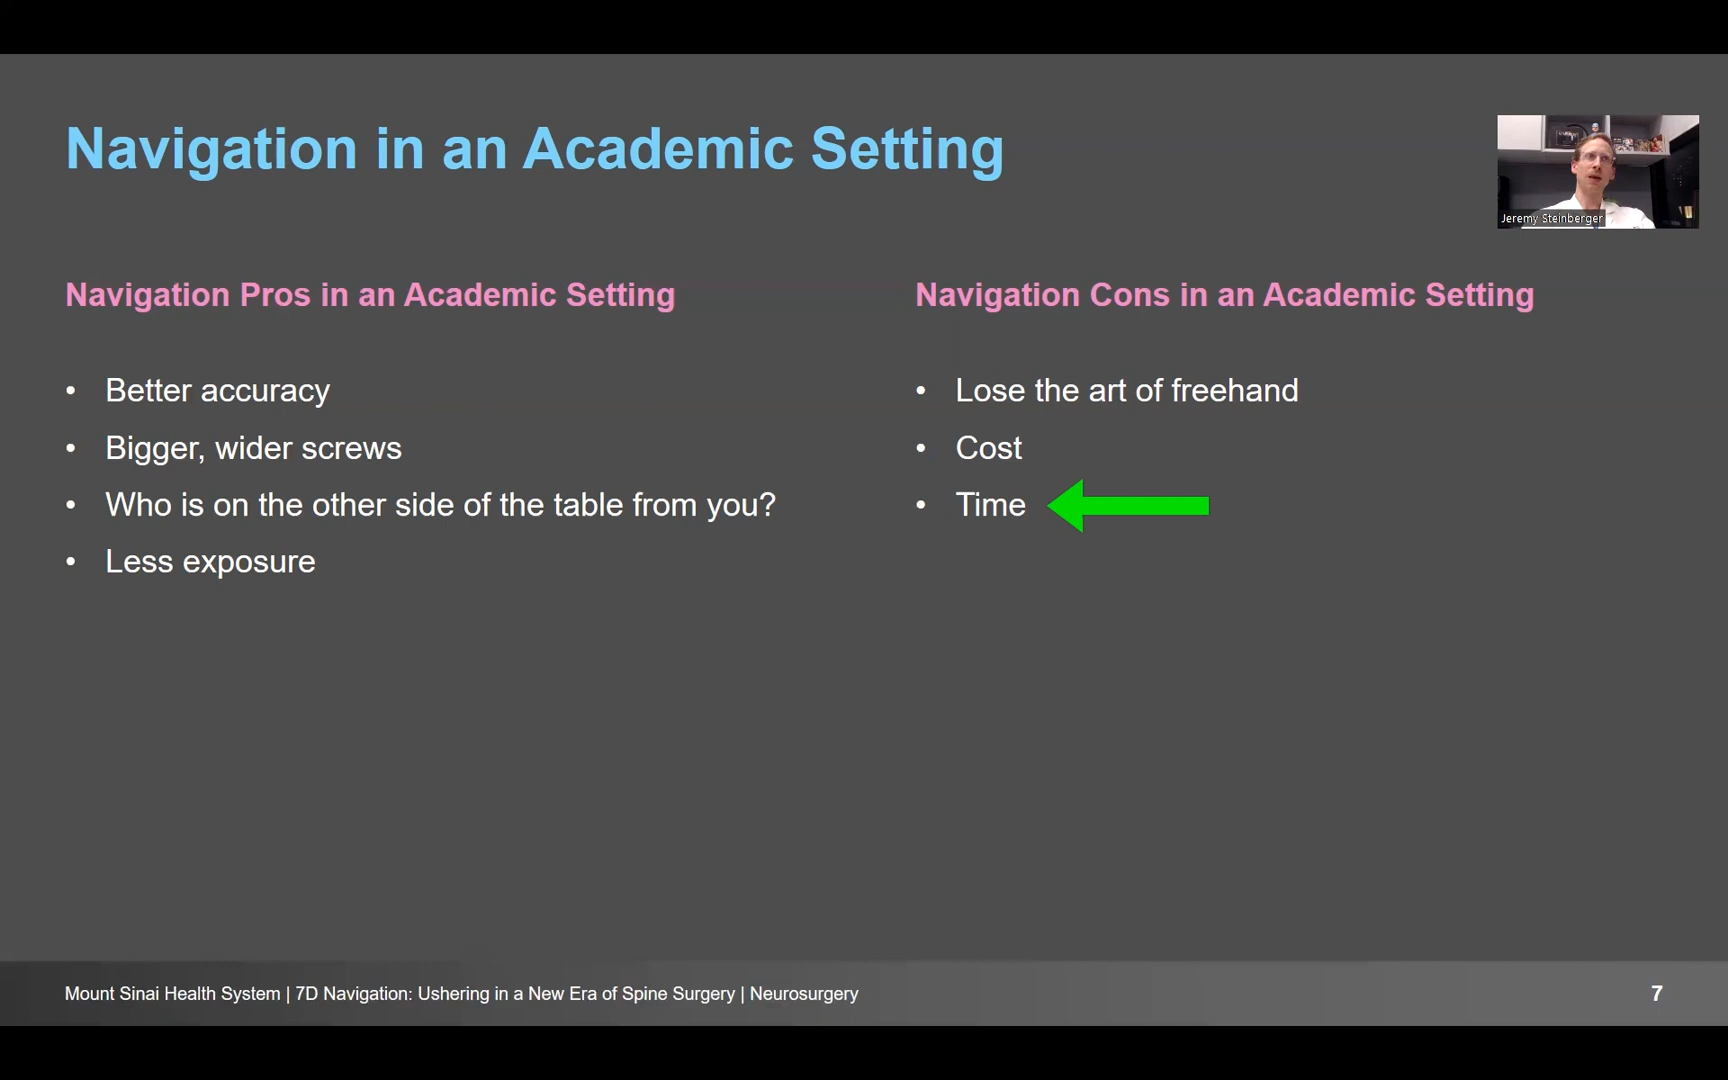 Navigation in an Academic Setting
Jeremy Steinberger
Navigation Pros in an Academic Setting
• Better accuracy
• Bigger, wider screws
• Who is on the other side of the table from you?
• Less exposure
Navigation Cons in an Academic Setting
• Lose the art of freehand
• Cost
• Time
Mount Sinai Health System | 7D Navigation: Ushering in a New Era of Spine Surgery | Neurosurgery
7